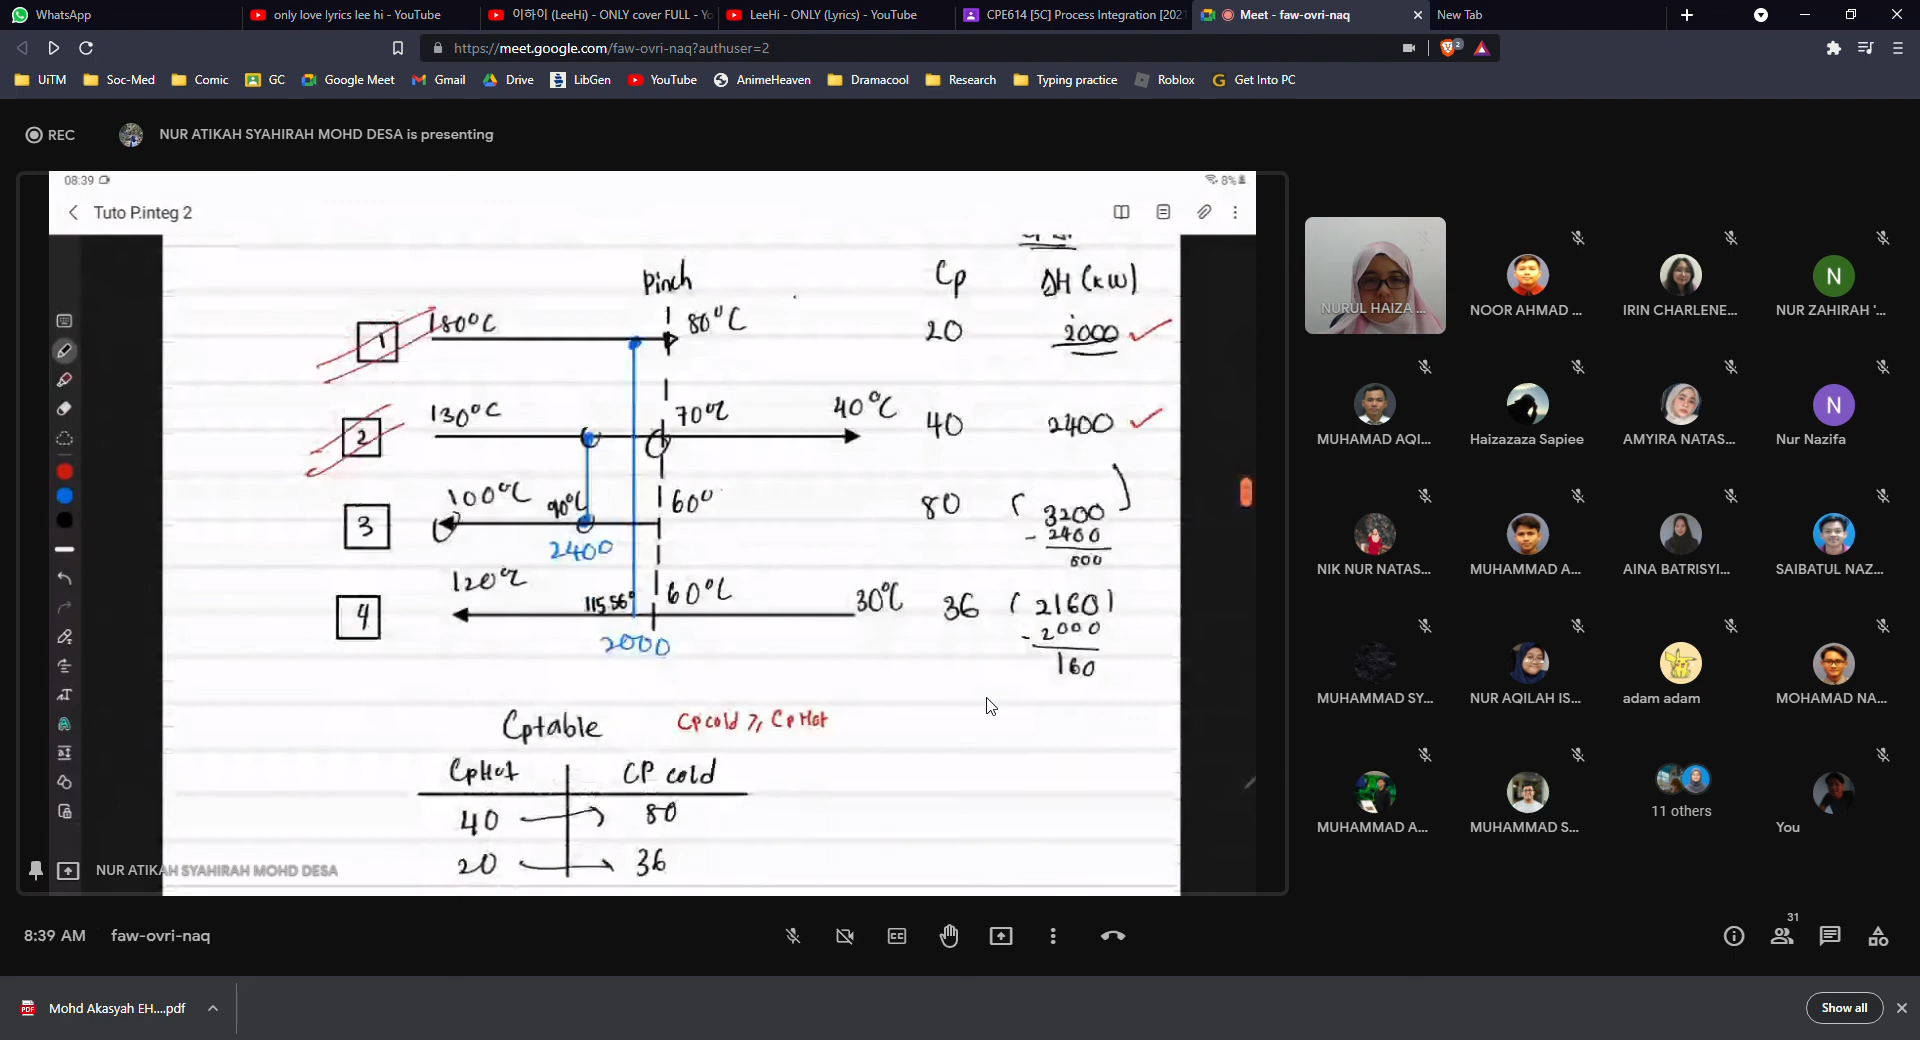 WhatsApp
only love lyrics lee hi - YouTube
이하이 (LeeHi) - ONLY cover FULL - Yo
LeeHi - ONLY (Lyrics) - YouTube
CPE614 [5C] Process Integration [2021
Meet - faw-ovri-naq
New Tab
https://meet.google.com/faw-ovri-naq?authuser=2
2
UiTM
Soc-Med
Comic
GC
Google Meet
Gmail
Drive
LibGen
YouTube
AnimeHeaven
Dramacool
Research
Typing practice
Roblox
Get Into PC
REC
NUR ATIKAH SYAHIRAH MOHD DESA is presenting
08:39
8%
Tuto P.integ 2
Pinch
Cp
ΔH (kW)
1
180°C
80°C
20
2000
2
130°C
70°C
40°C
40
2400
3
100°C
90°C
60°
80
(3200)
2400
- 2400
800
4
120°C
115.56°
60°C
30°C
36
(2160)
2000
- 2000
160
Cp table
Cp cold ≥ Cp Hot
Cp Hot
CP cold
40
80
20
36
NUR ATIKAH SYAHIRAH MOHD DESA
NURUL HAIZA ...
NOOR AHMAD ...
IRIN CHARLENE...
N
NUR ZAHIRAH '...
MUHAMAD AQI...
Haizazaza Sapiee
AMYIRA NATAS...
N
Nur Nazifa
NIK NUR NATAS...
MUHAMMAD A...
AINA BATRISYI...
SAIBATUL NAZ...
MUHAMMAD SY...
NUR AQILAH IS...
adam adam
MOHAMAD NA...
MUHAMMAD A...
MUHAMMAD S...
11 others
You
8:39 AM
faw-ovri-naq
31
PDF
Mohd Akasyah EH....pdf
Show all